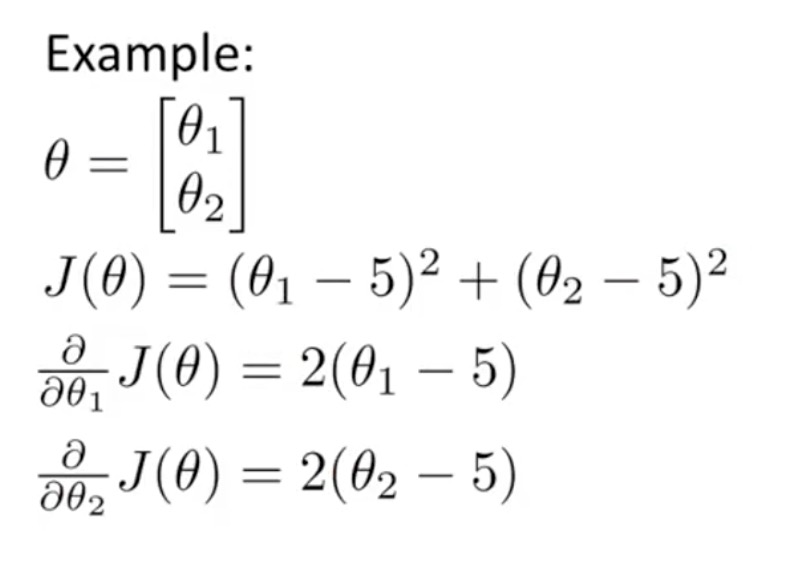 Example:
θ = [θ₁ θ₂]
J(θ) = (θ₁ − 5)² + (θ₂ − 5)²
∂/∂θ₁ J(θ) = 2(θ₁ − 5)
∂/∂θ₂ J(θ) = 2(θ₂ − 5)